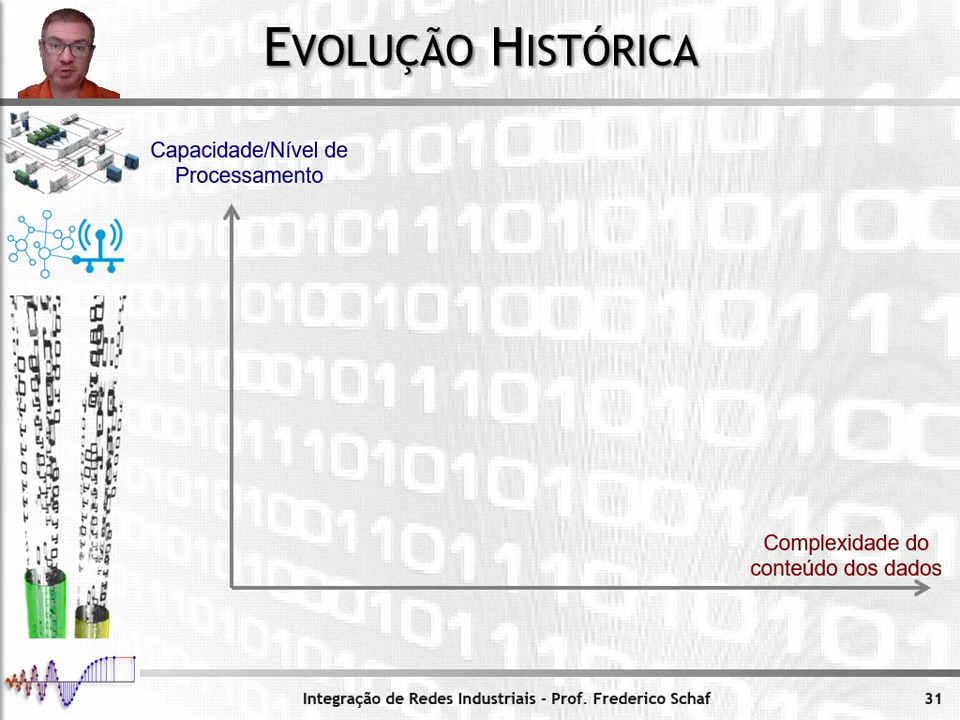 Evolução Histórica
Capacidade/Nível de
Processamento
Complexidade do
conteúdo dos dados
Integração de Redes Industriais - Prof. Frederico Schaf
31